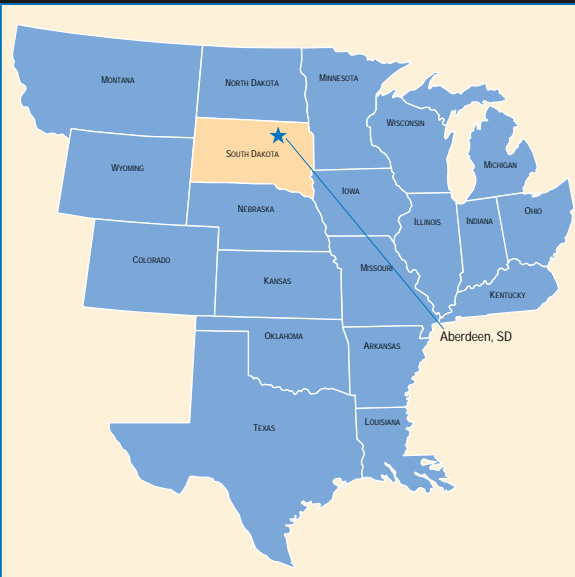 MONTANA
NORTH DAKOTA
MINNESOTA
WISCONSIN
SOUTH DAKOTA
MICHIGAN
WYOMING
IOWA
NEBRASKA
ILLINOIS
INDIANA
OHIO
COLORADO
MISSOURI
KANSAS
KENTUCKY
OKLAHOMA
Aberdeen, SD
ARKANSAS
LOUISIANA
TEXAS